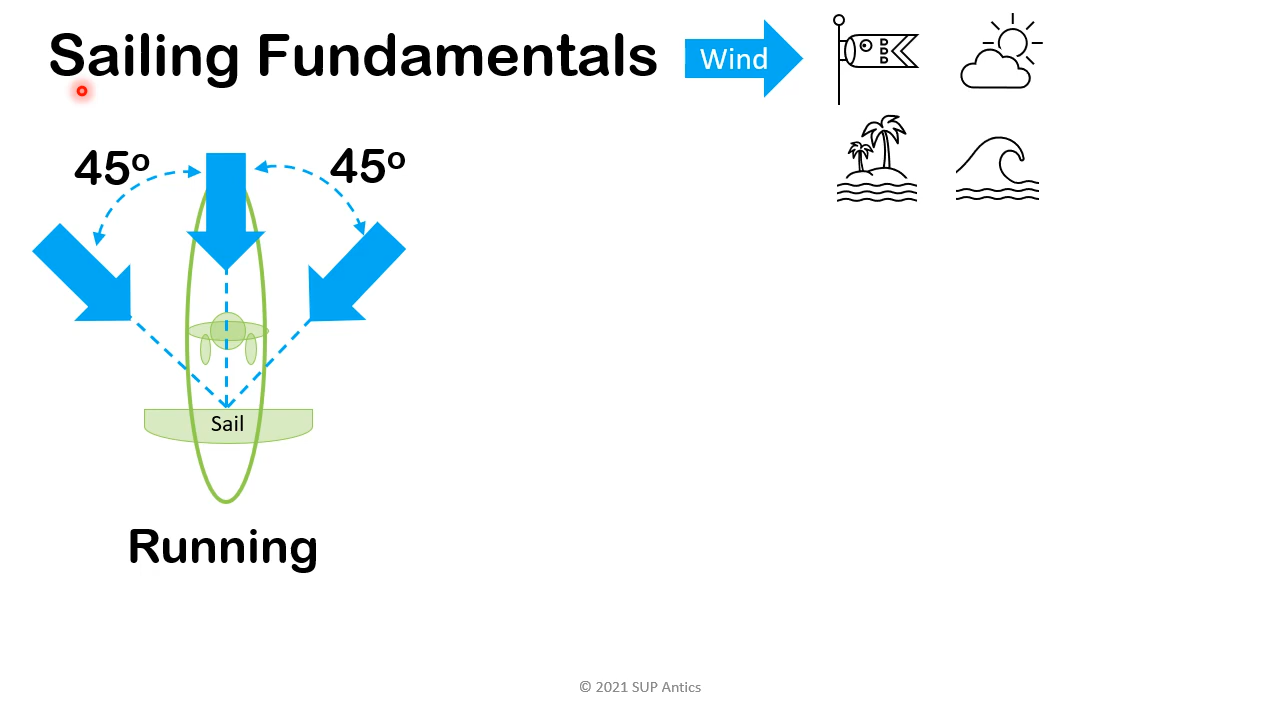 Sailing Fundamentals
Wind
45º
45º
Sail
Running
© 2021 SUP Antics